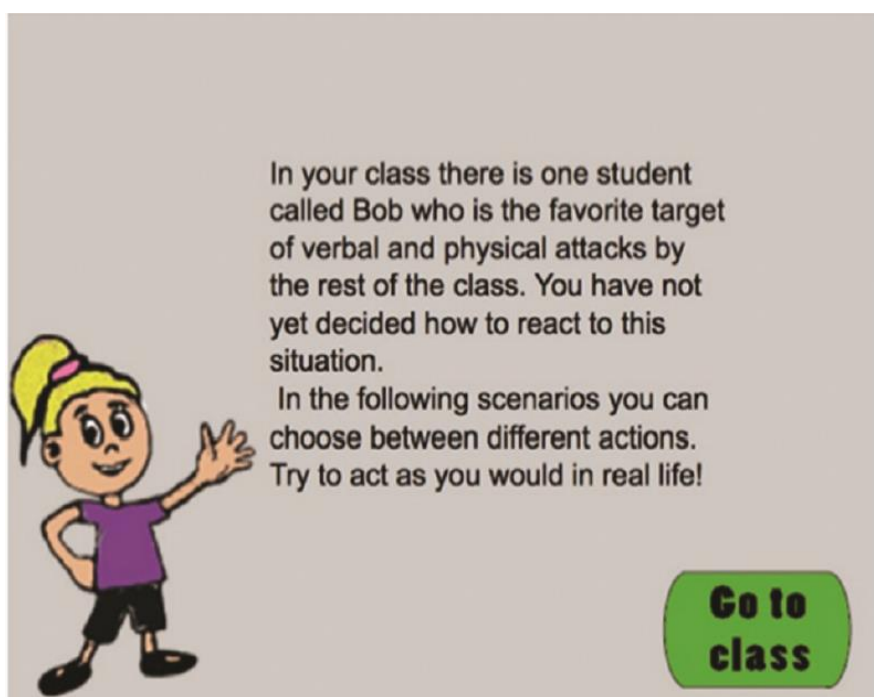 In your class there is one student
called Bob who is the favorite target
of verbal and physical attacks by
the rest of the class. You have not
yet decided how to react to this
situation.
In the following scenarios you can
choose between different actions.
Try to act as you would in real life!
Go to
class